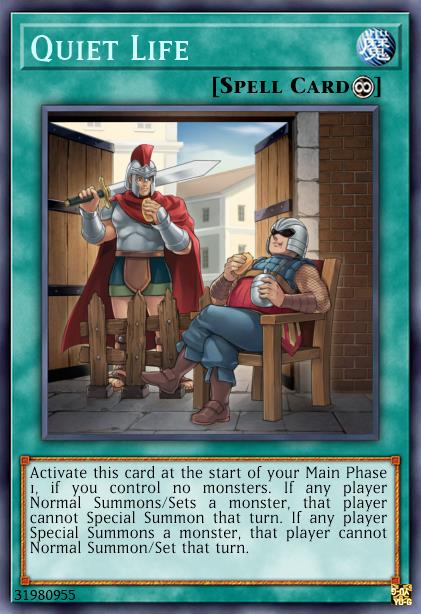 Quiet Life
魔
[Spell Card]
Activate this card at the start of your Main Phase
1, if you control no monsters. If any player
Normal Summons/Sets a monster, that player
cannot Special Summon that turn. If any player
Special Summons a monster, that player cannot
Normal Summon/Set that turn.
31980955